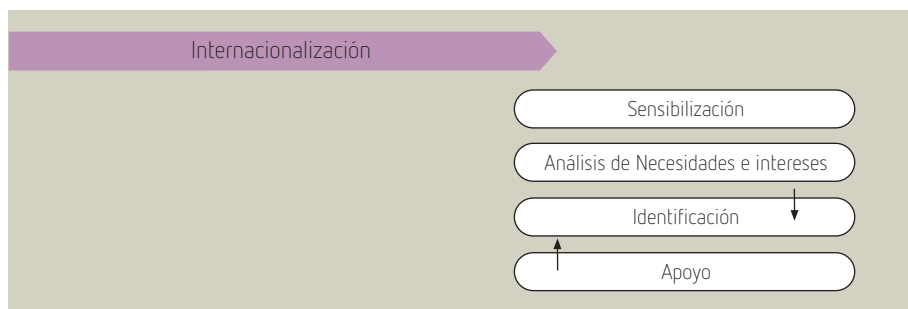 Internacionalización
Sensibilización
Análisis de Necesidades e intereses
Identificación
Apoyo